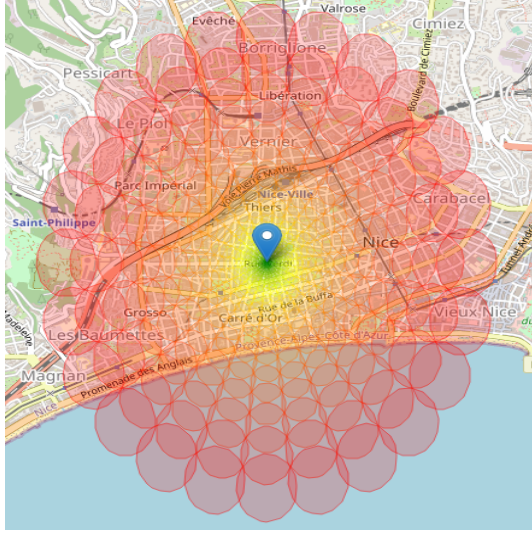 Evêché
Valrose
Cimiez
Borriglione
Pessicart
Boulevard de Cimiez
Libération
Le Piol
Vernier
Voie Pierre Mathis
Parc Impérial
Nice-Ville
Carabacel
Thiers
Saint-Philippe
Nice
Rue de la Buffa
Grosso
Carré d'Or
Vieux Nice
Les Baumettes
Provence-Alpes-Côte d'Azur
Madeleine
Magnan
Promenade des Anglais
Nice